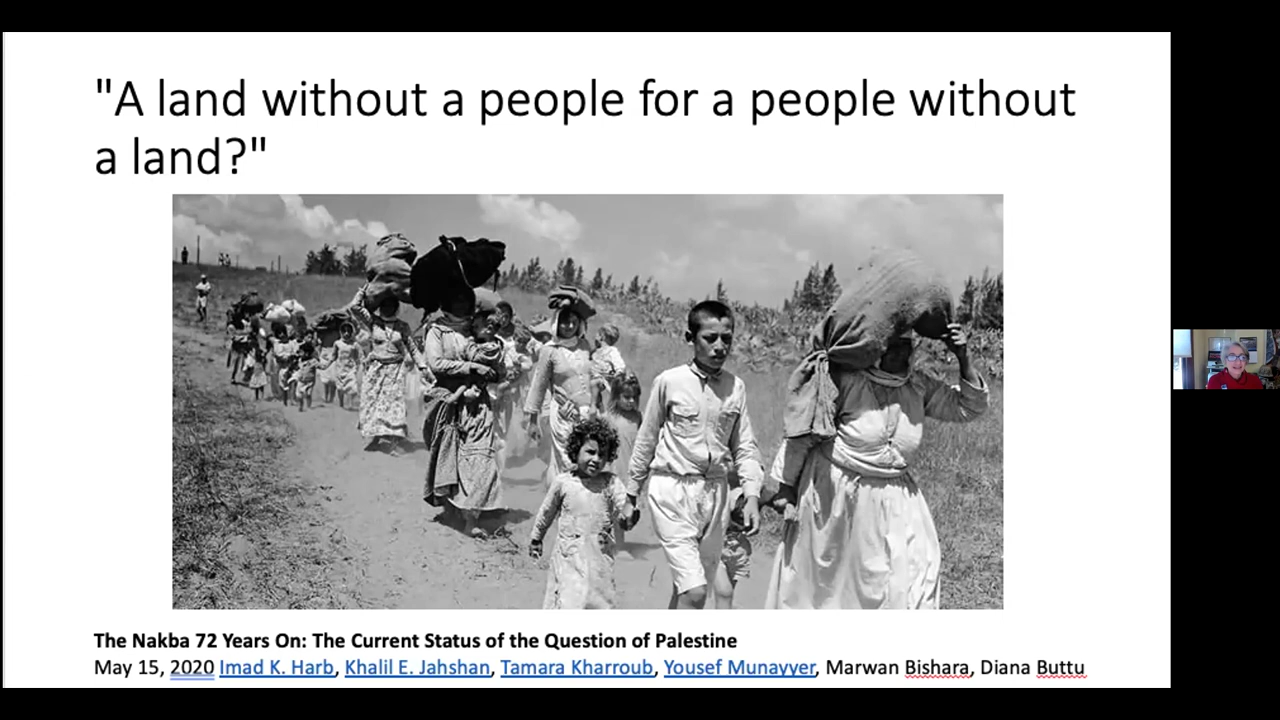 "A land without a people for a people without
a land?"
The Nakba 72 Years On: The Current Status of the Question of Palestine
May 15, 2020 Imad K. Harb, Khalil E. Jahshan, Tamara Kharroub, Yousef Munayyer, Marwan Bishara, Diana Buttu